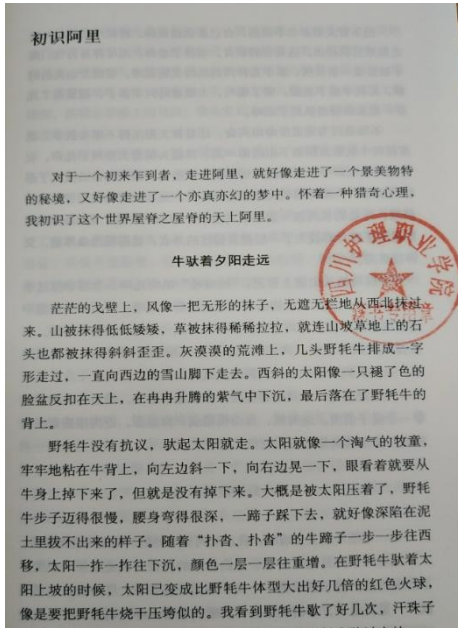 初识阿里
对于一个初来乍到者，走进阿里，就好像走进了一个景美物特
的秘境，又好像走进了一个亦真亦幻的梦中。怀着一种猎奇心理，
我初识了这个世界屋脊之屋脊的天上阿里。
牛驮着夕阳走远
四川护理职业学院
茫茫的戈壁上，风像一把无形的抹子，无遮无拦地从西北抹过
来。山被抹得低低矮矮，草被抹得稀稀拉拉，就连山坡草地上的石
头也都被抹得斜斜歪歪。灰漠漠的荒滩上，几头野牦牛排成一字
形走过，一直向西边的雪山脚下走去。西斜的太阳像一只褪了色的
脸盆反扣在天上，在冉冉升腾的紫气中下沉，最后落在了野牦牛的
背上。
野牦牛没有抗议，驮起太阳就走。太阳就像一个淘气的牧童，
牢牢地粘在牛背上，向左边斜一下，向右边晃一下，眼看着就要从
牛身上掉下来了，但就是没有掉下来。大概是被太阳压着了，野牦
牛步子迈得很慢，腰身弯得很深，一蹄子踩下去，就好像深陷在泥
土里拔不出来的样子。随着“扑沓、扑沓”的牛蹄子一步一步往西
移，太阳一拃一拃往下沉，颜色一层一层往重增。在野牦牛驮着太
阳上坡的时候，太阳已变成比野牦牛体型大出好几倍的红色火球，
像是要把野牦牛烧干压垮似的。我看到野牦牛歇了好几次，汗珠子